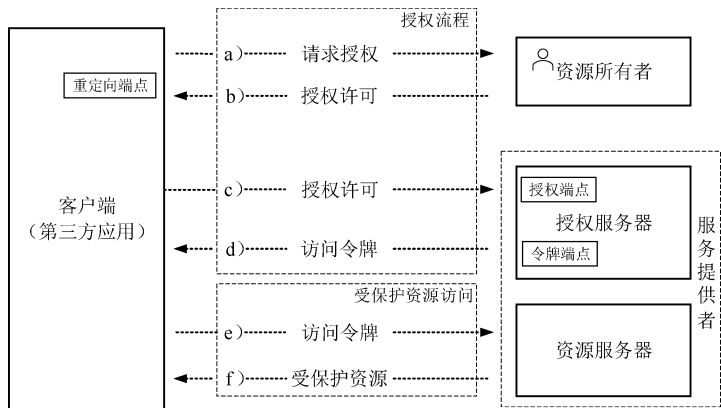 授权流程
a） 请求授权
资源所有者
重定向端点
b） 授权许可
客户端
（第三方应用）
c） 授权许可
授权端点
授权服务器
d） 访问令牌
令牌端点
服务提供者
受保护资源访问
e） 访问令牌
资源服务器
f） 受保护资源